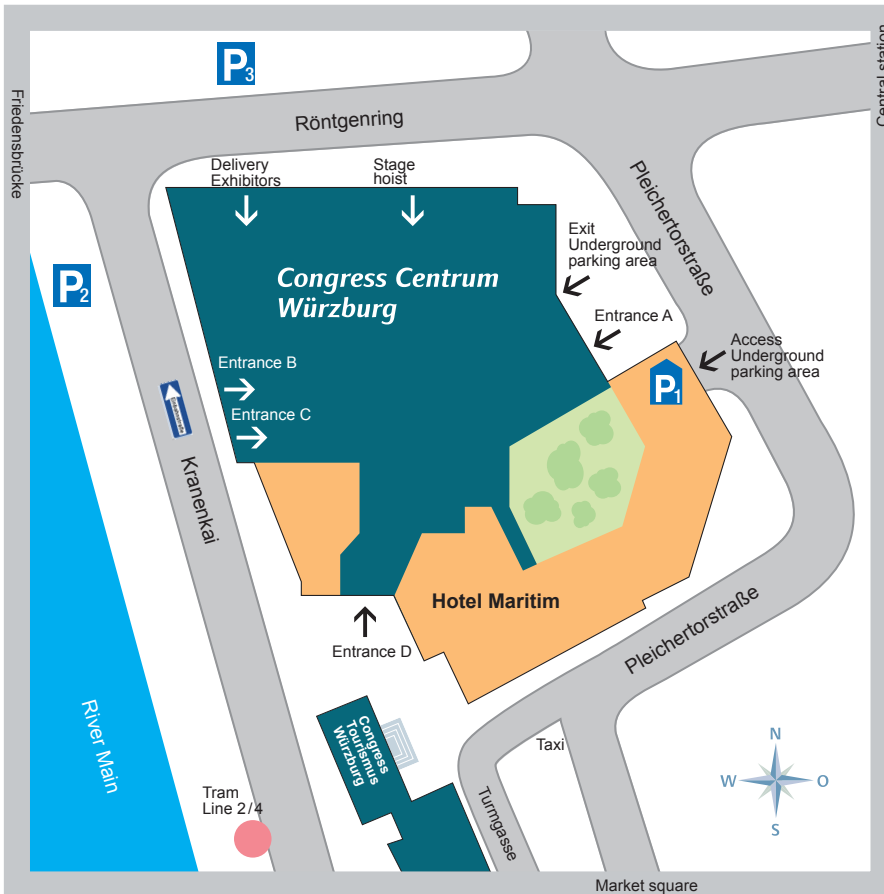 P3
Central station
Friedensbrücke
Röntgenring
Delivery
Exhibitors
Stage
hoist
Pleichertorstraße
Exit
Underground
parking area
P2
Congress Centrum
Würzburg
Entrance A
Access
Underground
parking area
Entrance B
P1
Einbahnstraße
Entrance C
Kranenkai
Hotel Maritim
Entrance D
Pleichertorstraße
River Main
Congress
Tourismus
Würzburg
Taxi
N
W
O
S
Tram
Line 2/4
Turmgasse
Market square